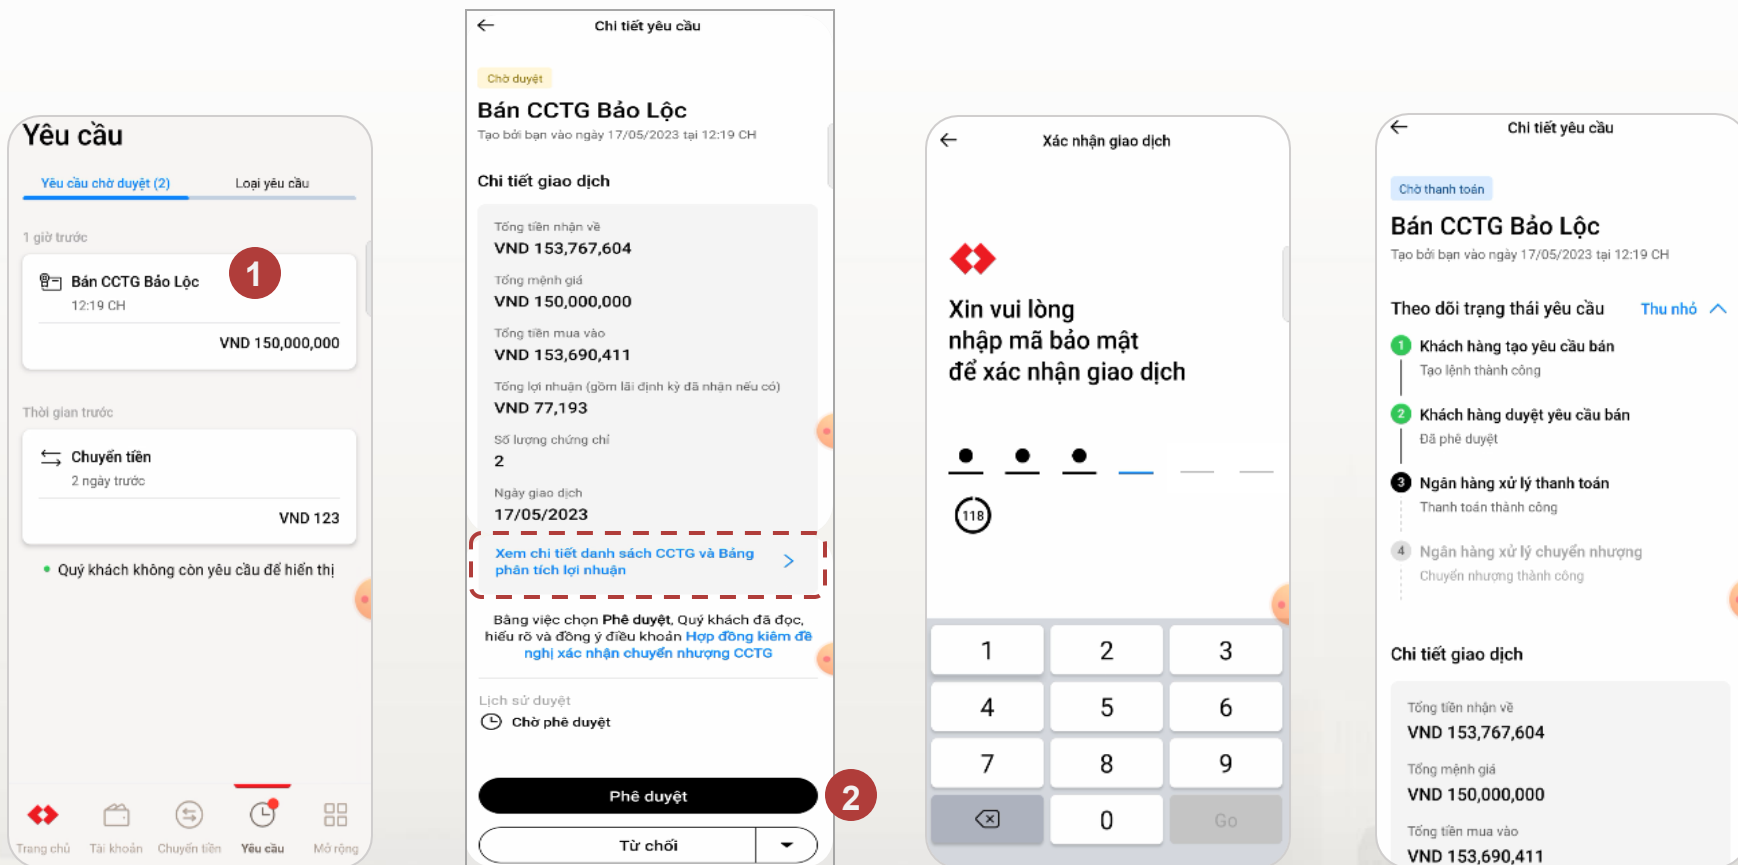 Yêu cầu
Yêu cầu chờ duyệt (2)
Loại yêu cầu
1 giờ trước
Bán CCTG Bảo Lộc
1
12:19 CH
VND 150,000,000
Thời gian trước
Chuyển tiền
2 ngày trước
VND 123
Quý khách không còn yêu cầu để hiển thị
Trang chủ
Tài khoản
Chuyển tiền
Yêu cầu
Mở rộng
Chi tiết yêu cầu
Chờ duyệt
Bán CCTG Bảo Lộc
Tạo bởi bạn vào ngày 17/05/2023 tại 12:19 CH
Chi tiết giao dịch
Tổng tiền nhận về
VND 153,767,604
Tổng mệnh giá
VND 150,000,000
Tổng tiền mua vào
VND 153,690,411
Tổng lợi nhuận (gồm lãi định kỳ đã nhận nếu có)
VND 77,193
Số lượng chứng chỉ
2
Ngày giao dịch
17/05/2023
Xem chi tiết danh sách CCTG và Bảng
phân tích lợi nhuận
Bằng việc chọn Phê duyệt, Quý khách đã đọc,
hiểu rõ và đồng ý điều khoản Hợp đồng kiêm đề
nghị xác nhận chuyển nhượng CCTG
Lịch sử duyệt
Chờ phê duyệt
Phê duyệt
2
Từ chối
Xác nhận giao dịch
Xin vui lòng
nhập mã bảo mật
để xác nhận giao dịch
118
1
2
3
4
5
6
7
8
9
0
Go
Chi tiết yêu cầu
Chờ thanh toán
Bán CCTG Bảo Lộc
Tạo bởi bạn vào ngày 17/05/2023 tại 12:19 CH
Theo dõi trạng thái yêu cầu
Thu nhỏ
1 Khách hàng tạo yêu cầu bán
Tạo lệnh thành công
2 Khách hàng duyệt yêu cầu bán
Đã phê duyệt
3 Ngân hàng xử lý thanh toán
Thanh toán thành công
4 Ngân hàng xử lý chuyển nhượng
Chuyển nhượng thành công
Chi tiết giao dịch
Tổng tiền nhận về
VND 153,767,604
Tổng mệnh giá
VND 150,000,000
Tổng tiền mua vào
VND 153,690,411